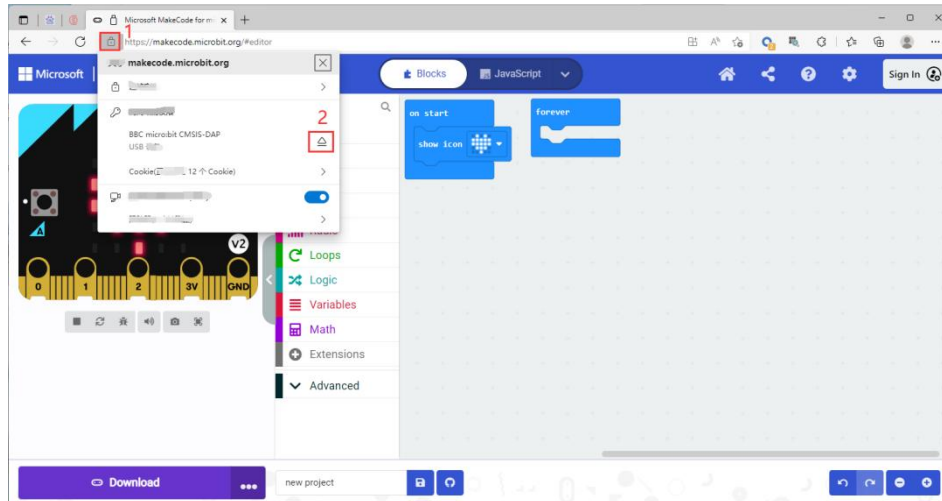 Microsoft MakeCode for mi
1
https://makecode.microbit.org/#editor
makecode.microbit.org
Microsoft
Blocks
JavaScript
Sign In
2
BBC micro:bit CMSIS-DAP
USB
Cookie(
12 个 Cookie)
on start
show icon
forever
A
V2
0
1
2
3V
GND
Loops
Logic
Variables
Math
Extensions
Advanced
Download
new project